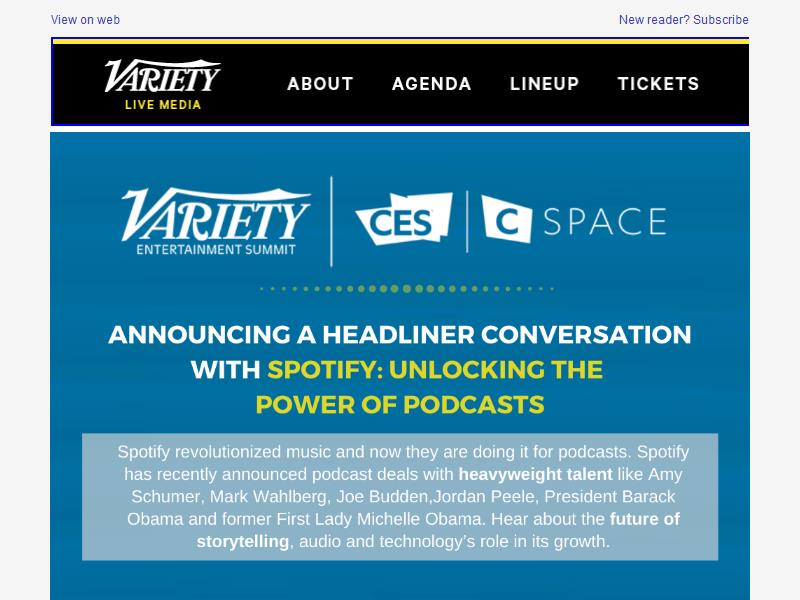 View on web
New reader? Subscribe
VARIETY
LIVE MEDIA
ABOUT
AGENDA
LINEUP
TICKETS
VARIETY
ENTERTAINMENT SUMMIT
CES
C SPACE
ANNOUNCING A HEADLINER CONVERSATION
WITH SPOTIFY: UNLOCKING THE
POWER OF PODCASTS
Spotify revolutionized music and now they are doing it for podcasts. Spotify
has recently announced podcast deals with heavyweight talent like Amy
Schumer, Mark Wahlberg, Joe Budden,Jordan Peele, President Barack
Obama and former First Lady Michelle Obama. Hear about the future of
storytelling, audio and technology's role in its growth.